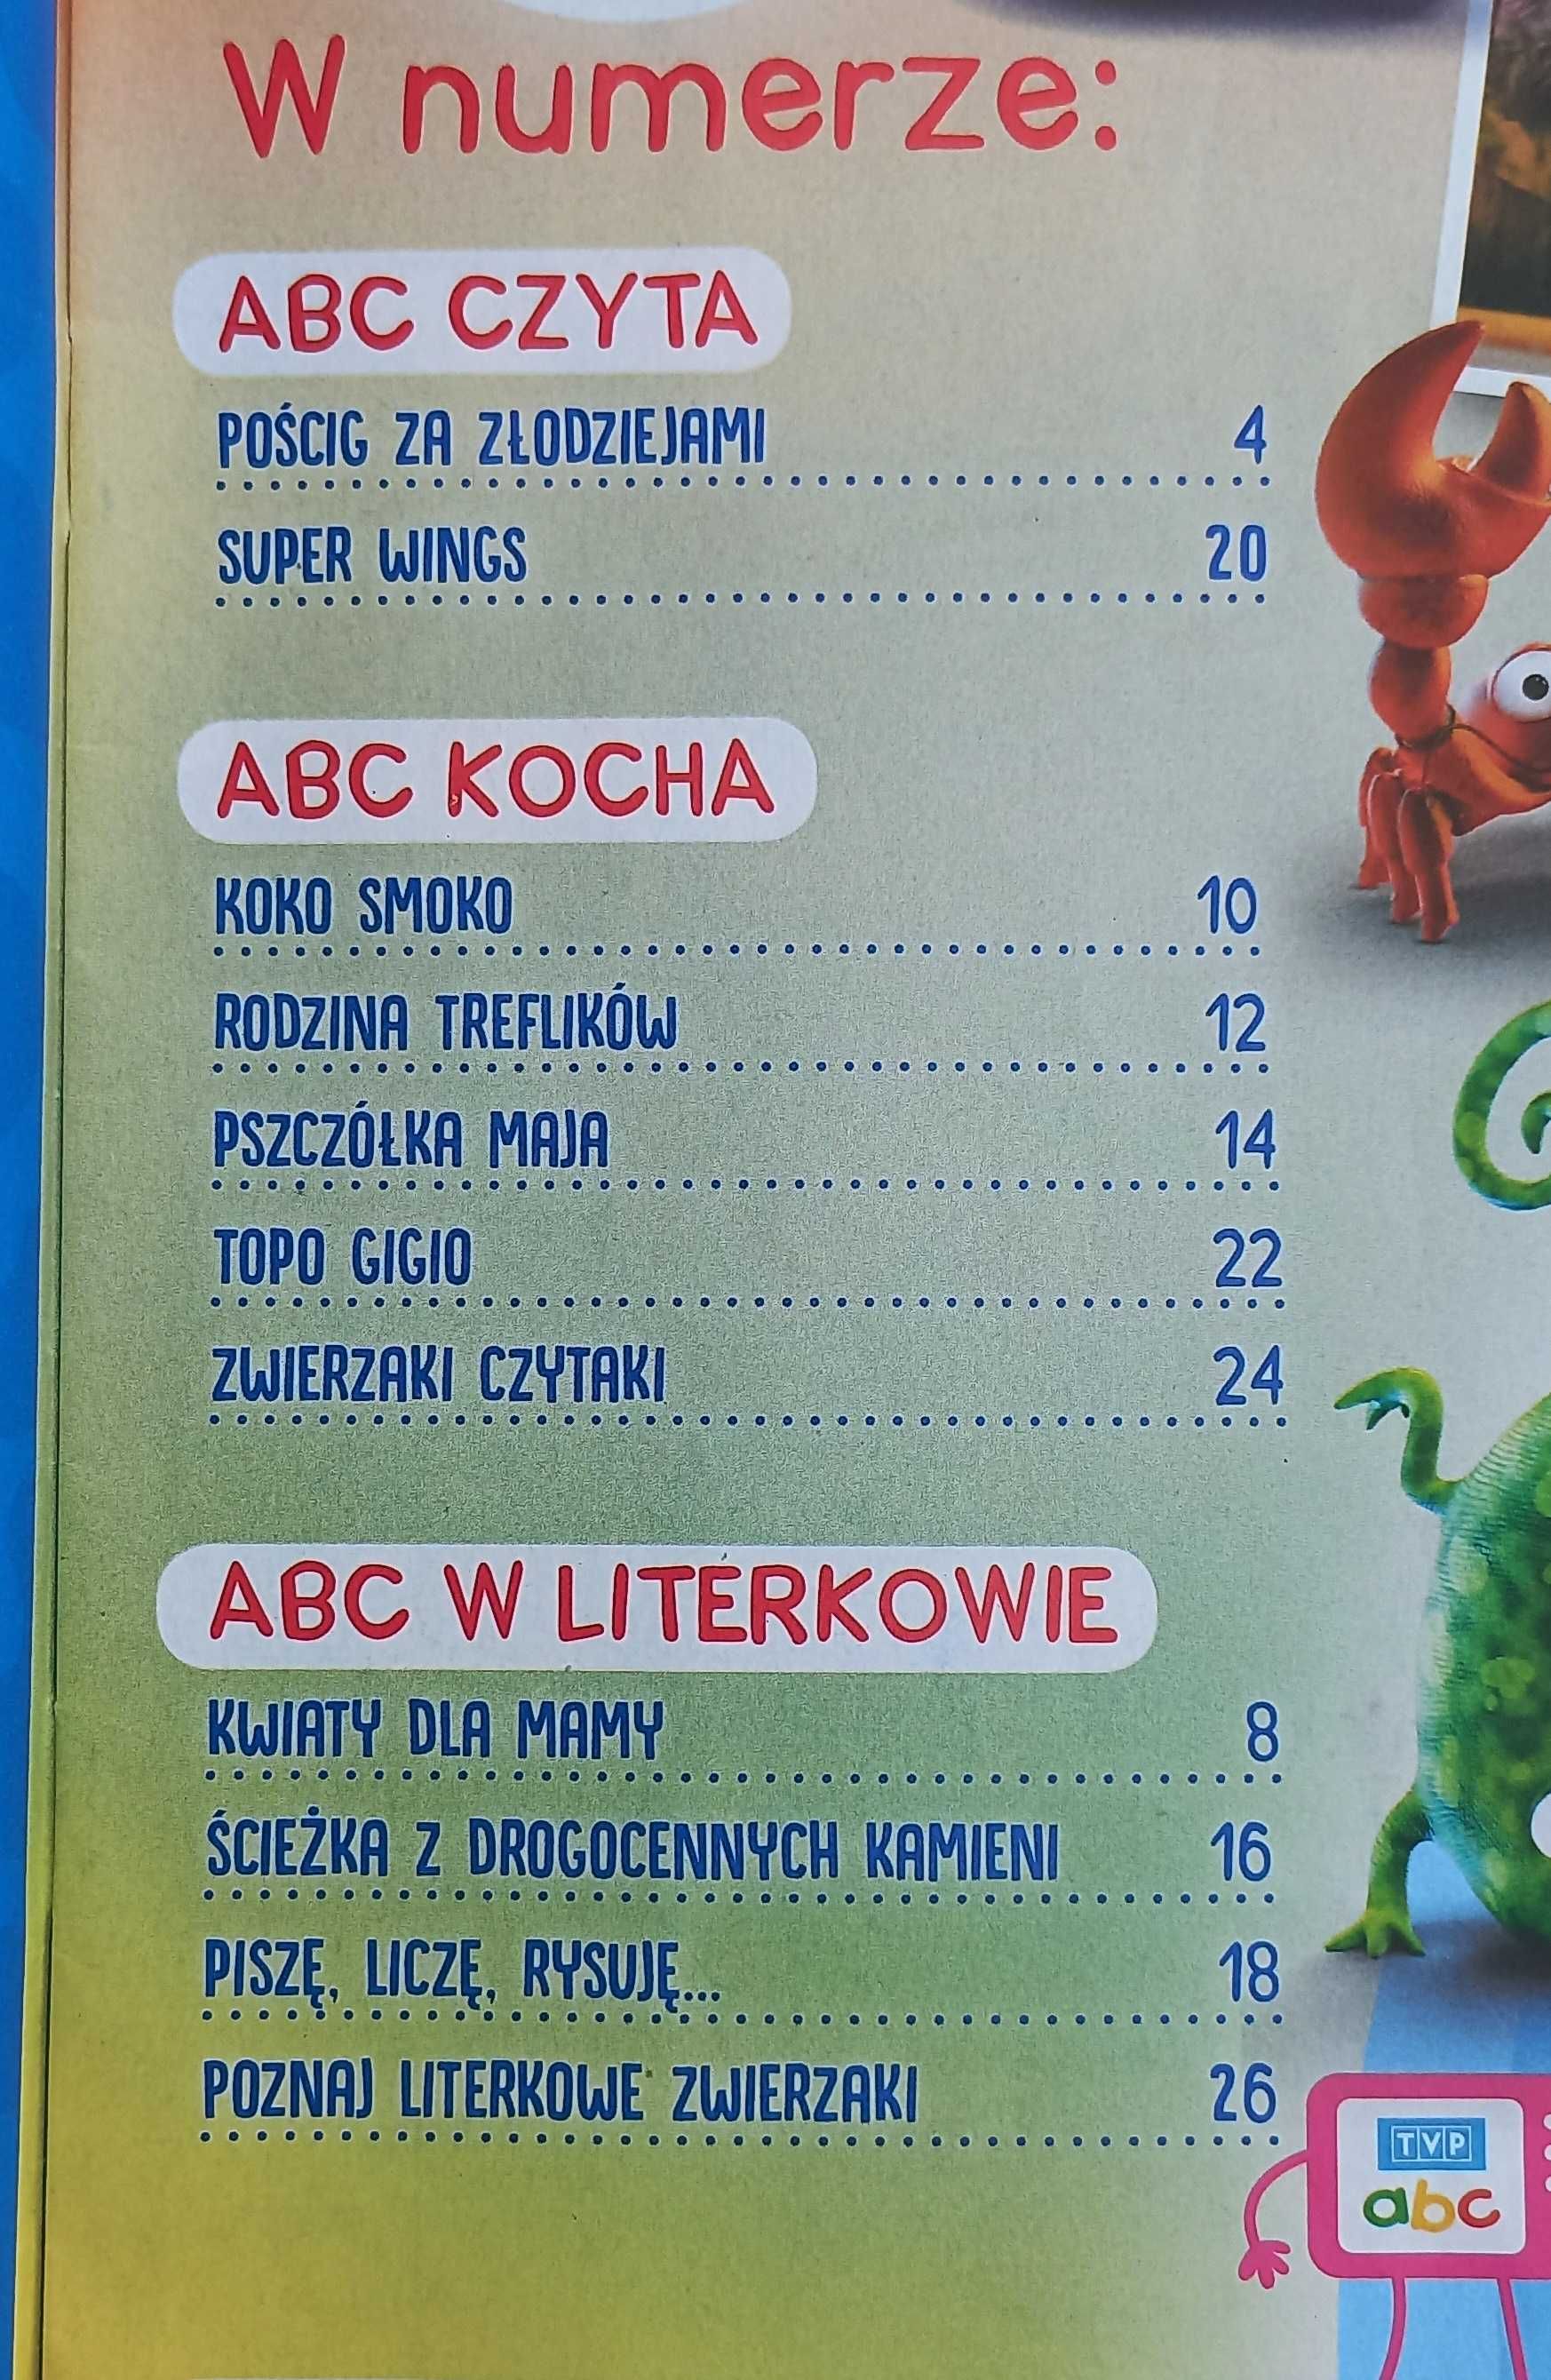 W numerze:
ABC CZYTA
POŚCIG ZA ZŁODZIEJAMI 4
SUPER WINGS 20
ABC KOCHA
KOKO SMOKO 10
RODZINA TREFLIKÓW 12
PSZCZÓŁKA MAJA 14
TOPO GIGIO 22
ZWIERZAKI CZYTAKI 24
ABC W LITERKOWIE
KWIATY DLA MAMY 8
ŚCIEŻKA Z DROGOCENNYCH KAMIENI 16
PISZĘ, LICZĘ, RYSUJĘ... 18
POZNAJ LITERKOWE ZWIERZAKI 26
TVP
abc